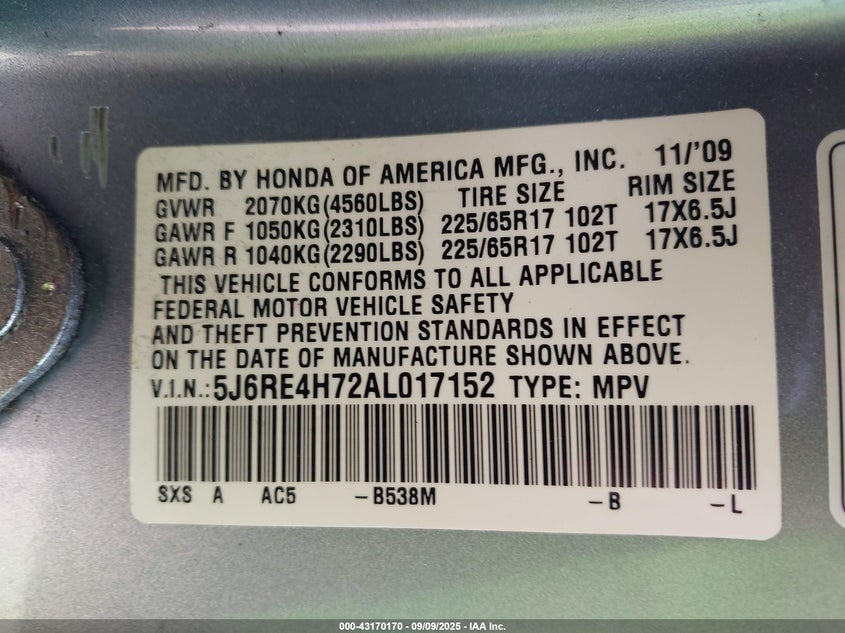 MFD. BY HONDA OF AMERICA MFG., INC. 11/'09
GVWR 2070KG(4560LBS) TIRE SIZE RIM SIZE
GAWR F 1050KG(2310LBS) 225/65R17 102T 17X6.5J
GAWR R 1040KG(2290LBS) 225/65R17 102T 17X6.5J
THIS VEHICLE CONFORMS TO ALL APPLICABLE
FEDERAL MOTOR VEHICLE SAFETY
AND THEFT PREVENTION STANDARDS IN EFFECT
ON THE DATE OF MANUFACTURE SHOWN ABOVE.
V.I.N.: 5J6RE4H72AL017152 TYPE: MPV
SXS A AC5 -B538M -B -L
000-43170170 - 09/09/2025 - IAA Inc.